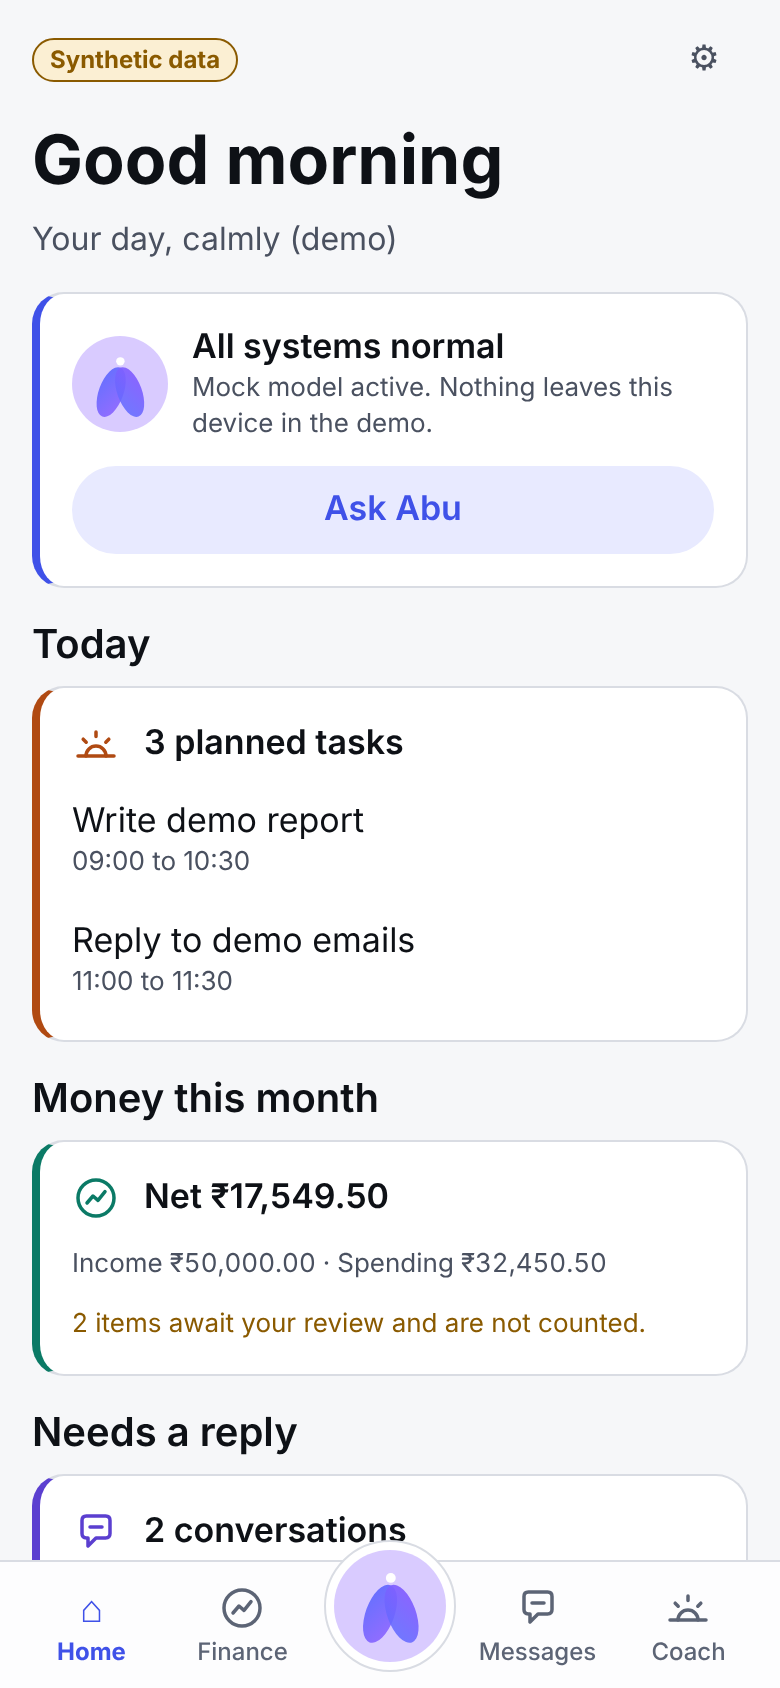 Synthetic data
Good morning
Your day, calmly (demo)
All systems normal
Mock model active. Nothing leaves this
device in the demo.
Ask Abu
Today
3 planned tasks
Write demo report
09:00 to 10:30
Reply to demo emails
11:00 to 11:30
Money this month
Net ₹17,549.50
Income ₹50,000.00 · Spending ₹32,450.50
2 items await your review and are not counted.
Needs a reply
2 conversations
Home
Finance
Messages
Coach